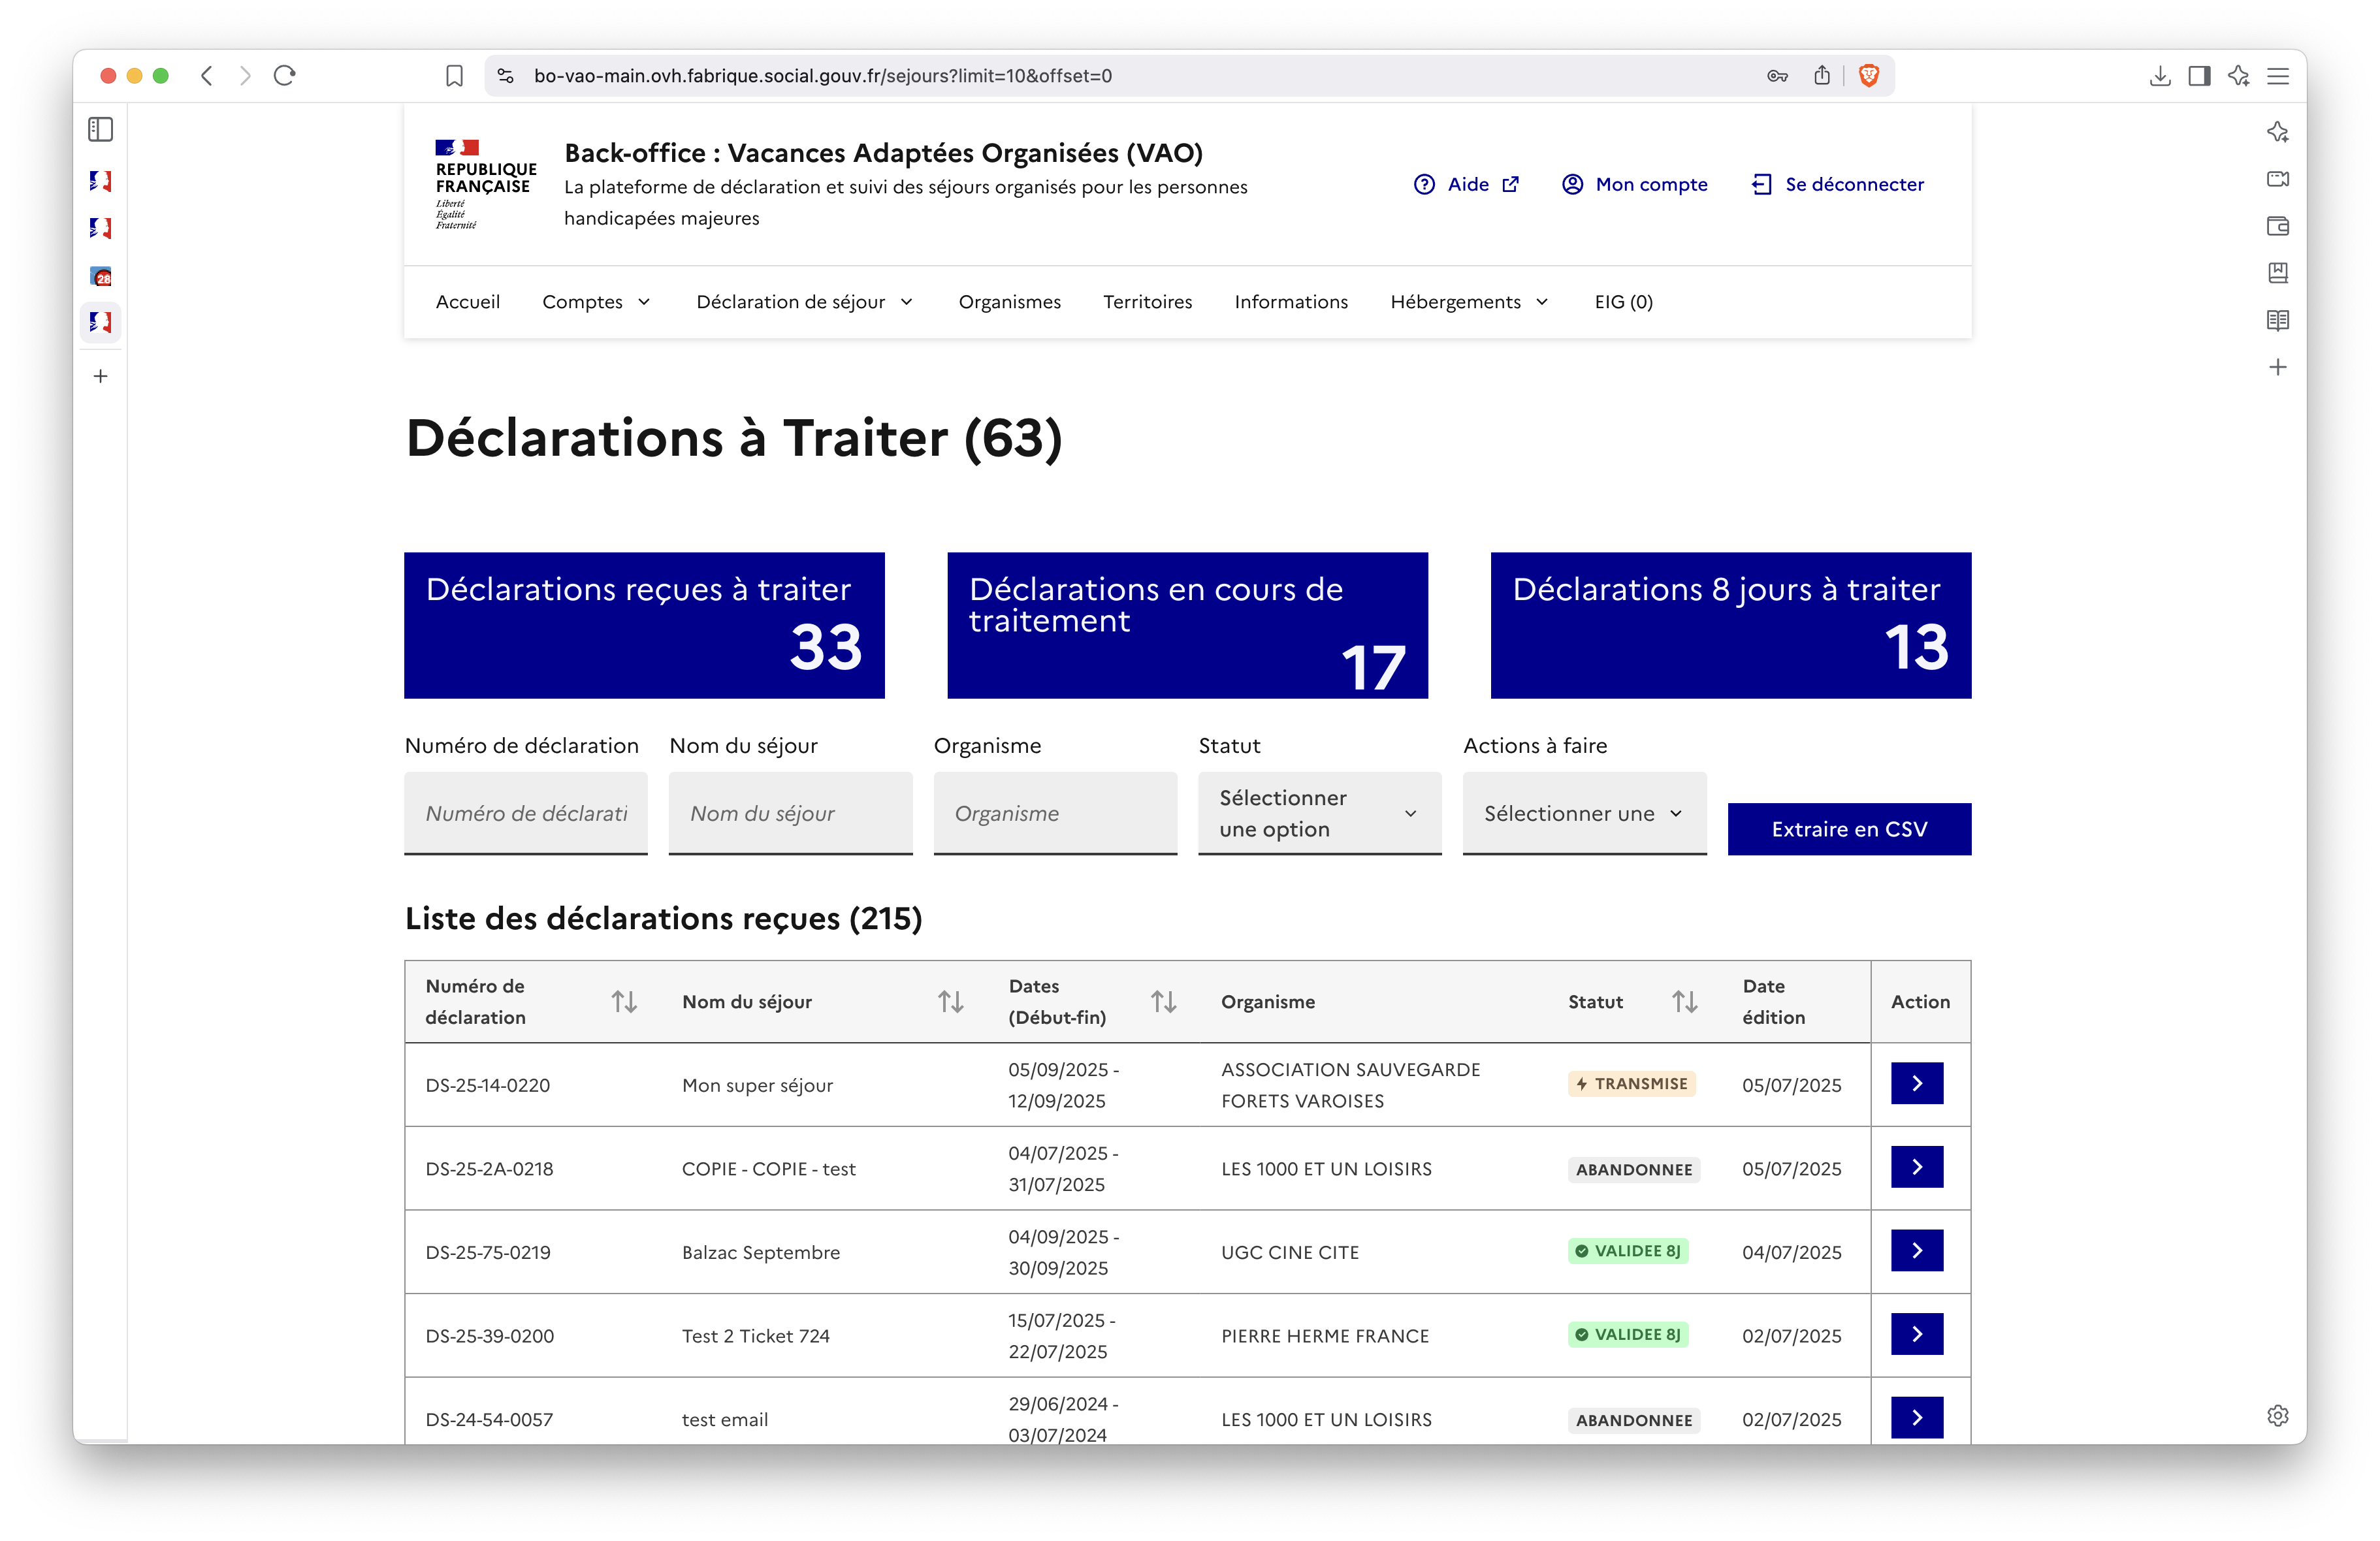 bo-vao-main.ovh.fabrique.social.gouv.fr/sejours?limit=10&offset=0
REPUBLIQUE
FRANÇAISE
Liberté
Égalité
Fraternité
Back-office : Vacances Adaptées Organisées (VAO)
La plateforme de déclaration et suivi des séjours organisés pour les personnes
handicapées majeures
Aide
Mon compte
Se déconnecter
28
Accueil
Comptes
Déclaration de séjour
Organismes
Territoires
Informations
Hébergements
EIG (0)
Déclarations à Traiter (63)
Déclarations reçues à traiter
33
Déclarations en cours de
traitement
17
Déclarations 8 jours à traiter
13
Numéro de déclaration
Nom du séjour
Organisme
Statut
Actions à faire
Numéro de déclarati
Nom du séjour
Organisme
Sélectionner
une option
Sélectionner une
Extraire en CSV
Liste des déclarations reçues (215)
Numéro de
déclaration
Nom du séjour
Dates
(Début-fin)
Organisme
Statut
Date
édition
Action
DS-25-14-0220
Mon super séjour
05/09/2025 -
12/09/2025
ASSOCIATION SAUVEGARDE
FORETS VAROISES
TRANSMISE
05/07/2025
DS-25-2A-0218
COPIE - COPIE - test
04/07/2025 -
31/07/2025
LES 1000 ET UN LOISIRS
ABANDONNEE
05/07/2025
DS-25-75-0219
Balzac Septembre
04/09/2025 -
30/09/2025
UGC CINE CITE
VALIDEE 8J
04/07/2025
DS-25-39-0200
Test 2 Ticket 724
15/07/2025 -
22/07/2025
PIERRE HERME FRANCE
VALIDEE 8J
02/07/2025
DS-24-54-0057
test email
29/06/2024 -
03/07/2024
LES 1000 ET UN LOISIRS
ABANDONNEE
02/07/2025